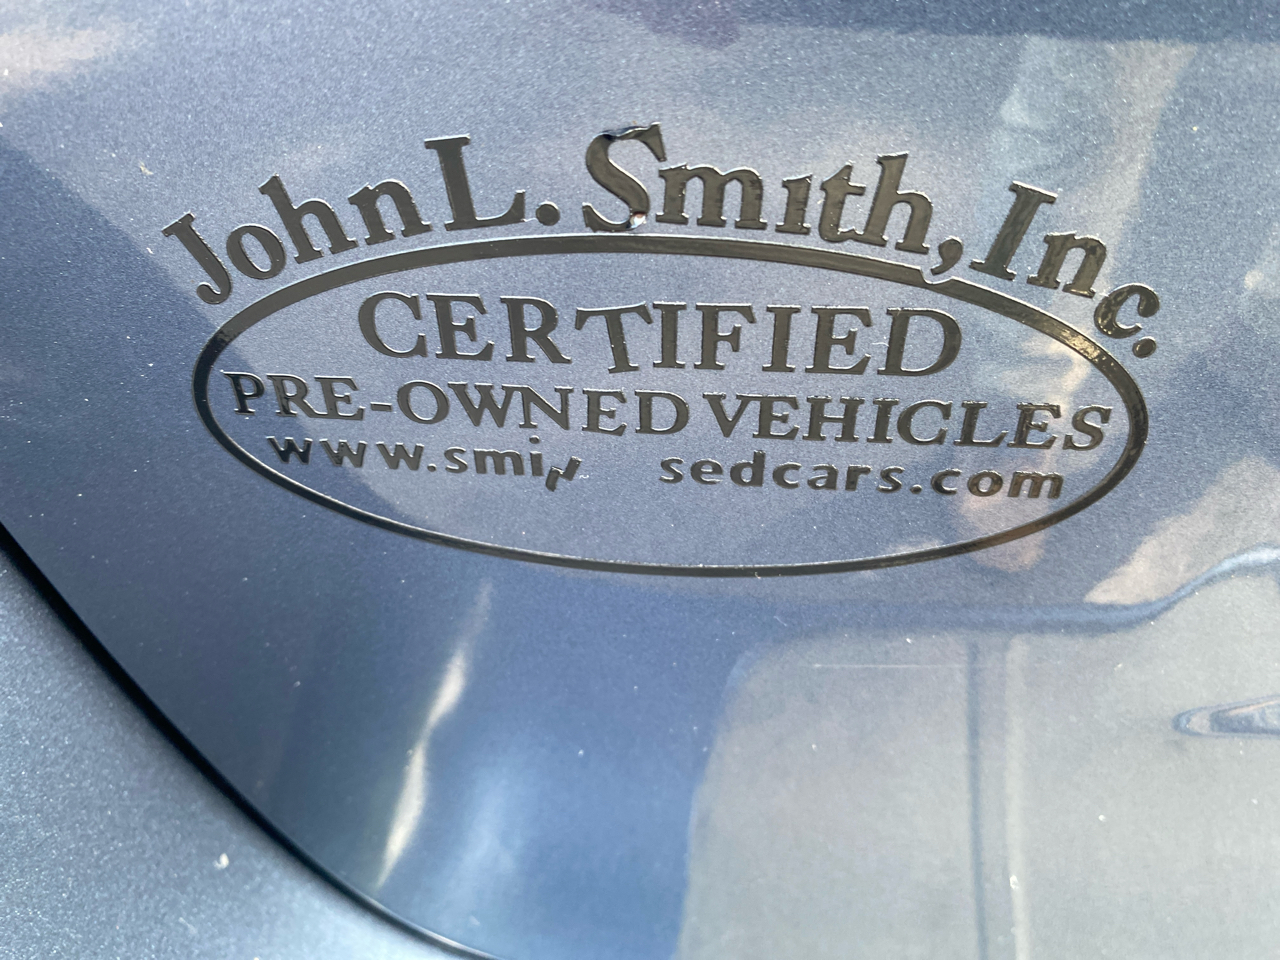 John L. Smith, Inc.
CERTIFIED
PRE-OWNED VEHICLES
www.smi sedcars.com